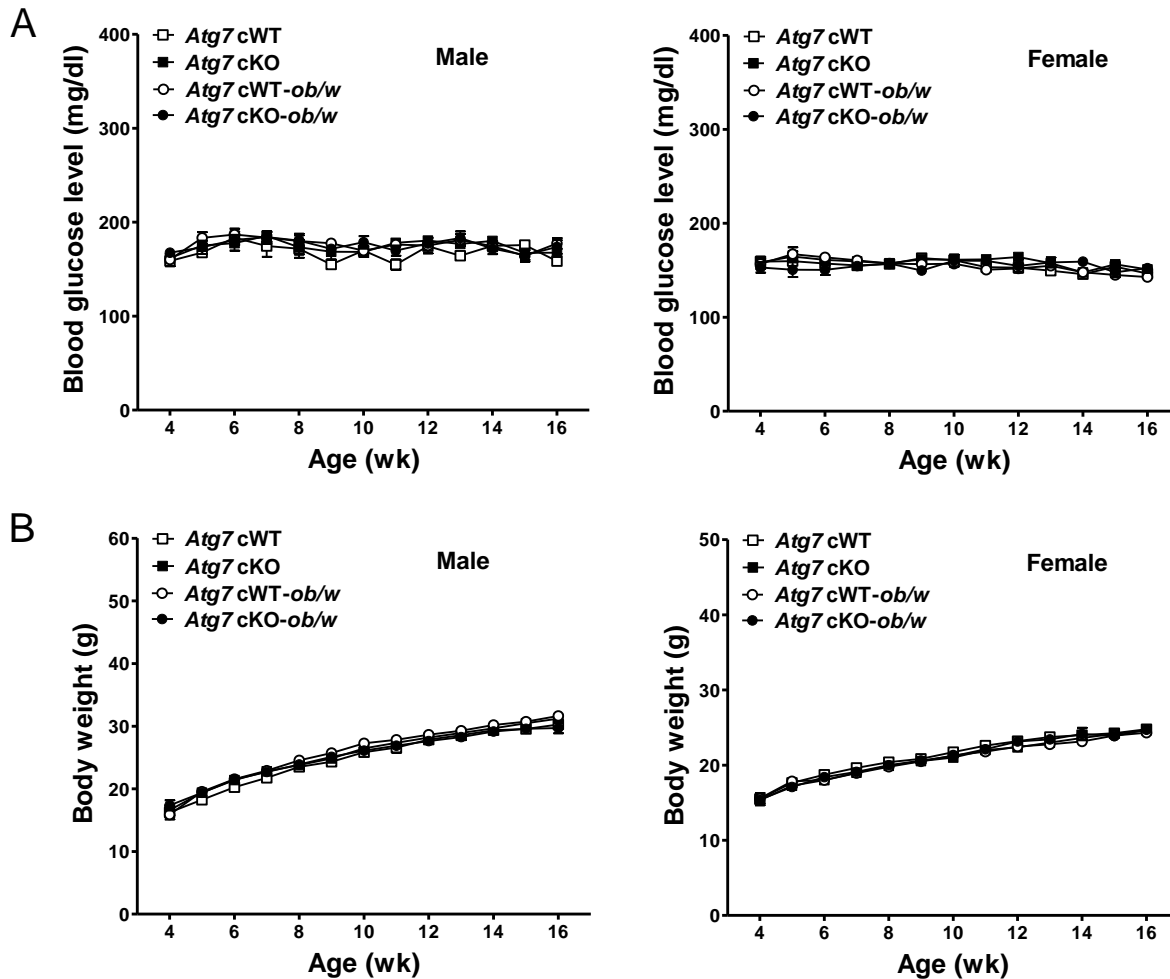 A
Blood glucose level (mg/dl)
400
300
200
100
0
Atg7 cWT
Atg7 cKO
Atg7 cWT-ob/w
Atg7 cKO-ob/w
Male
4 6 8 10 12 14 16
Age (wk)
Blood glucose level (mg/dl)
400
300
200
100
0
Atg7 cWT
Atg7 cKO
Atg7 cWT-ob/w
Atg7 cKO-ob/w
Female
4 6 8 10 12 14 16
Age (wk)
B
Body weight (g)
60
50
40
30
20
10
0
Atg7 cWT
Atg7 cKO
Atg7 cWT-ob/w
Atg7 cKO-ob/w
Male
4 6 8 10 12 14 16
Age (wk)
Body weight (g)
50
40
30
20
10
0
Atg7 cWT
Atg7 cKO
Atg7 cWT-ob/w
Atg7 cKO-ob/w
Female
4 6 8 10 12 14 16
Age (wk)